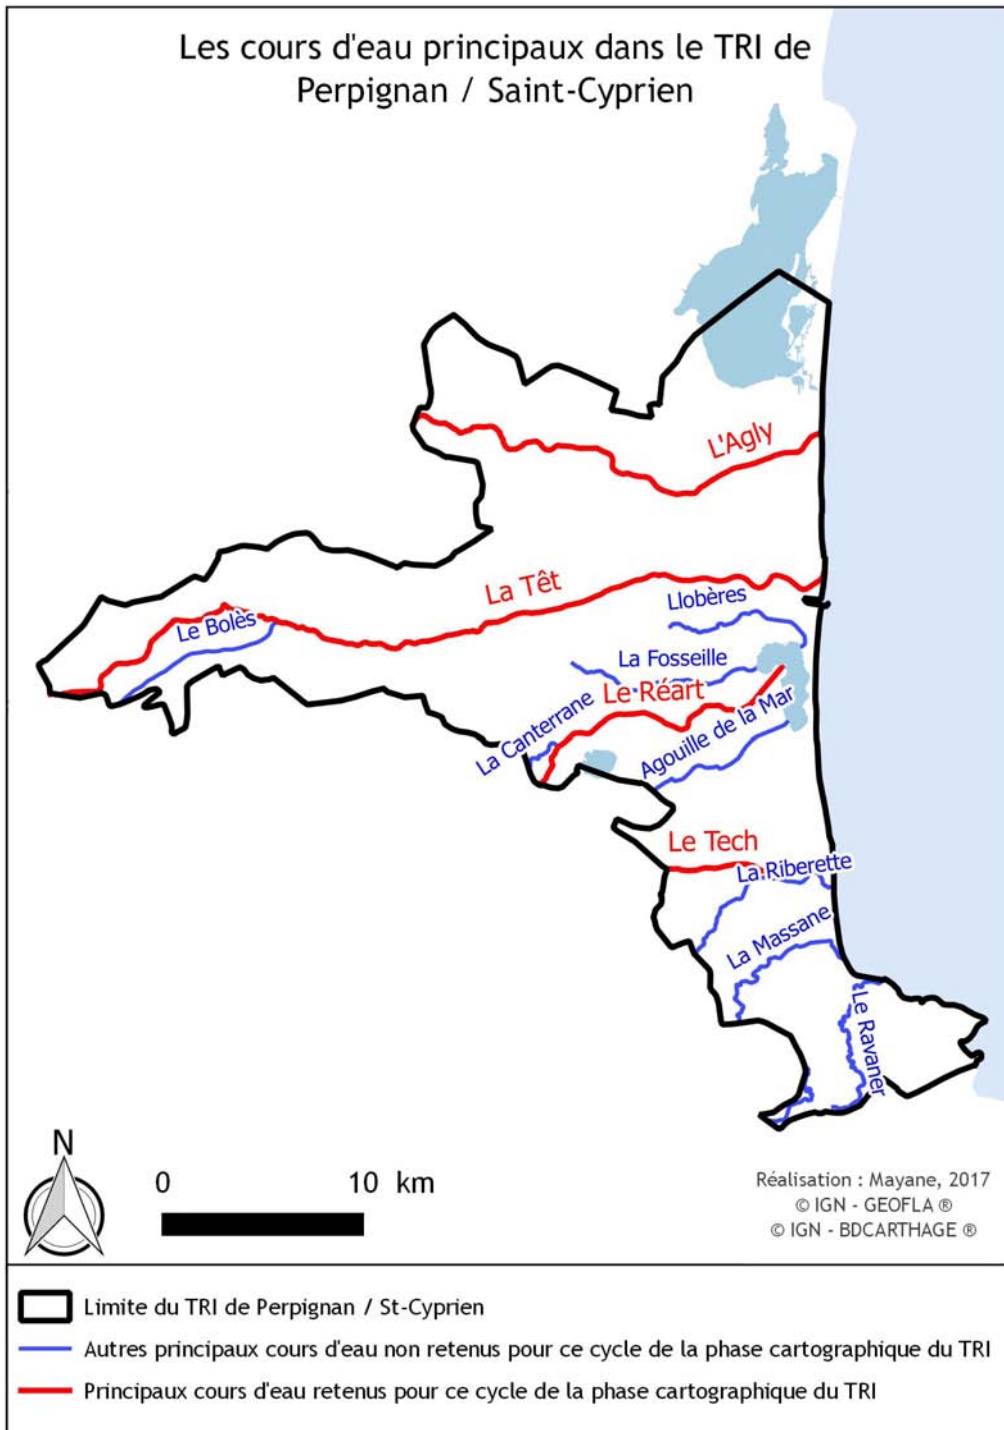 Les cours d'eau principaux dans le TRI de
Perpignan / Saint-Cyprien
L'Agly
La Têt
Llobères
Le Bolès
La Fosseille
Le Réart
La Canterrane
Agouille de la Mar
Le Tech
La Riberette
La Massane
Le Ravaner
N
0 10 km
Réalisation : Mayane, 2017
© IGN - GEOFLA ®
© IGN - BDCARTHAGE ®
Limite du TRI de Perpignan / St-Cyprien
Autres principaux cours d'eau non retenus pour ce cycle de la phase cartographique du TRI
Principaux cours d'eau retenus pour ce cycle de la phase cartographique du TRI